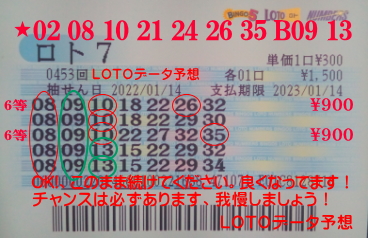 ★02 08 10 21 24 26 35 B09 13
BINGO5 LOTO NUMBERS
ロト7
単価1口¥300
0453回 LOTOデータ予想 各01口 ¥1,500
抽せん日 2022/01/14 支払期限 2023/01/14
6等 08 09 10 18 22 26 32 ¥900
08 09 10 18 22 29 30
6等 08 09 10 22 27 32 35 ¥900
08 09 13 15 22 29 32
08 09 13 15 22 29 34
OK！このまま続けてください、良くなってます！
チャンスは必ずあります、我慢しましょう！
LOTOデータ予想